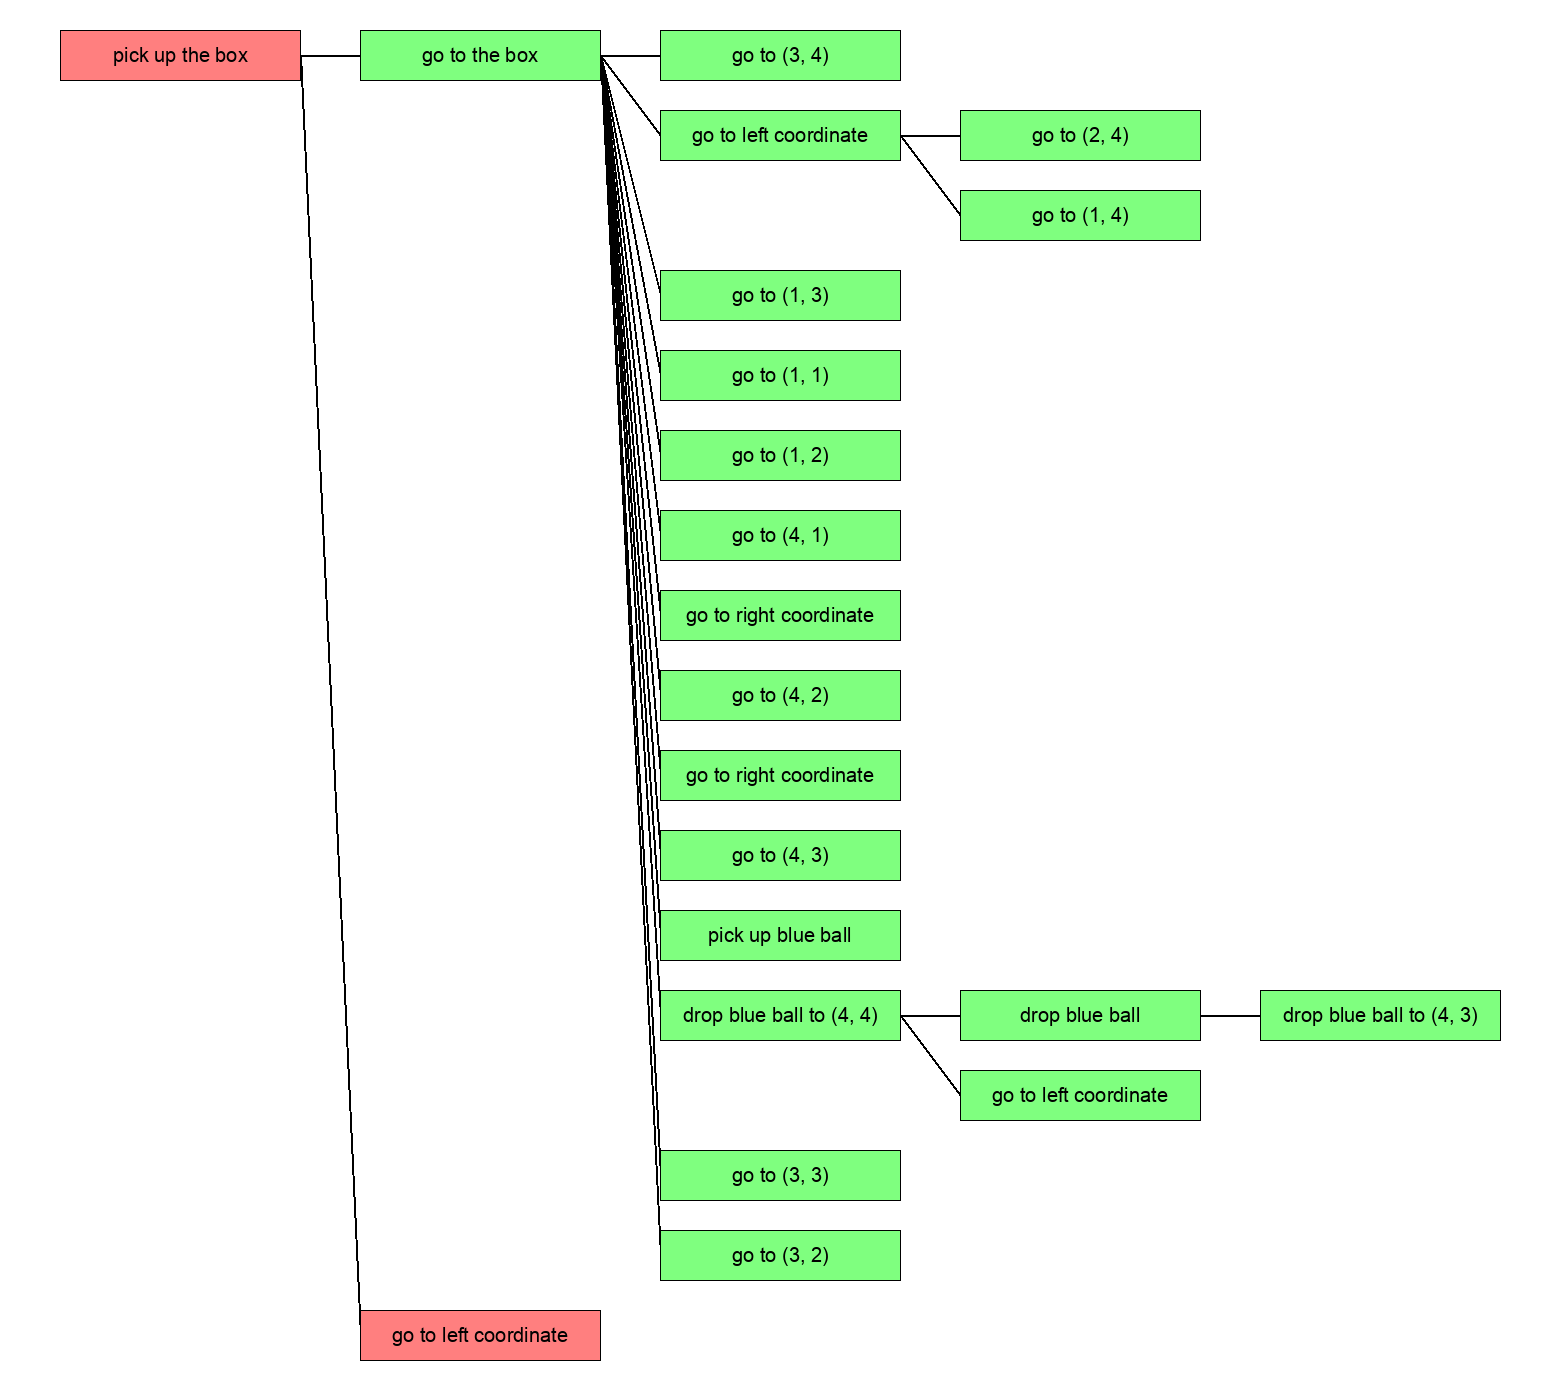 pick up the box
go to the box
go to (3, 4)
go to left coordinate
go to (2, 4)
go to (1, 4)
go to (1, 3)
go to (1, 1)
go to (1, 2)
go to (4, 1)
go to right coordinate
go to (4, 2)
go to right coordinate
go to (4, 3)
pick up blue ball
drop blue ball to (4, 4)
drop blue ball
drop blue ball to (4, 3)
go to left coordinate
go to (3, 3)
go to (3, 2)
go to left coordinate